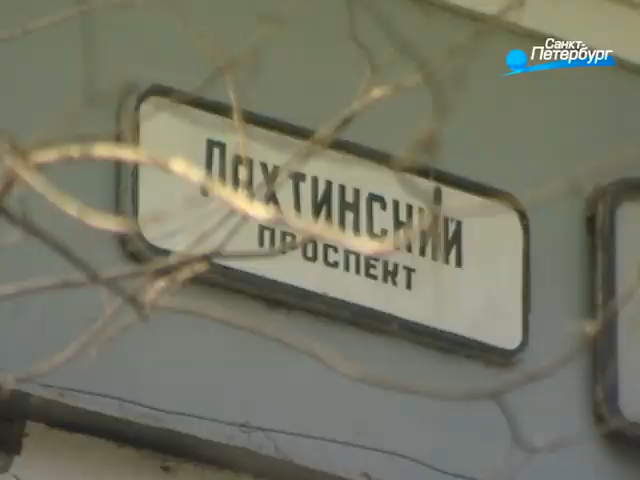 Санкт-
Петербург
Лахтинский
проспект